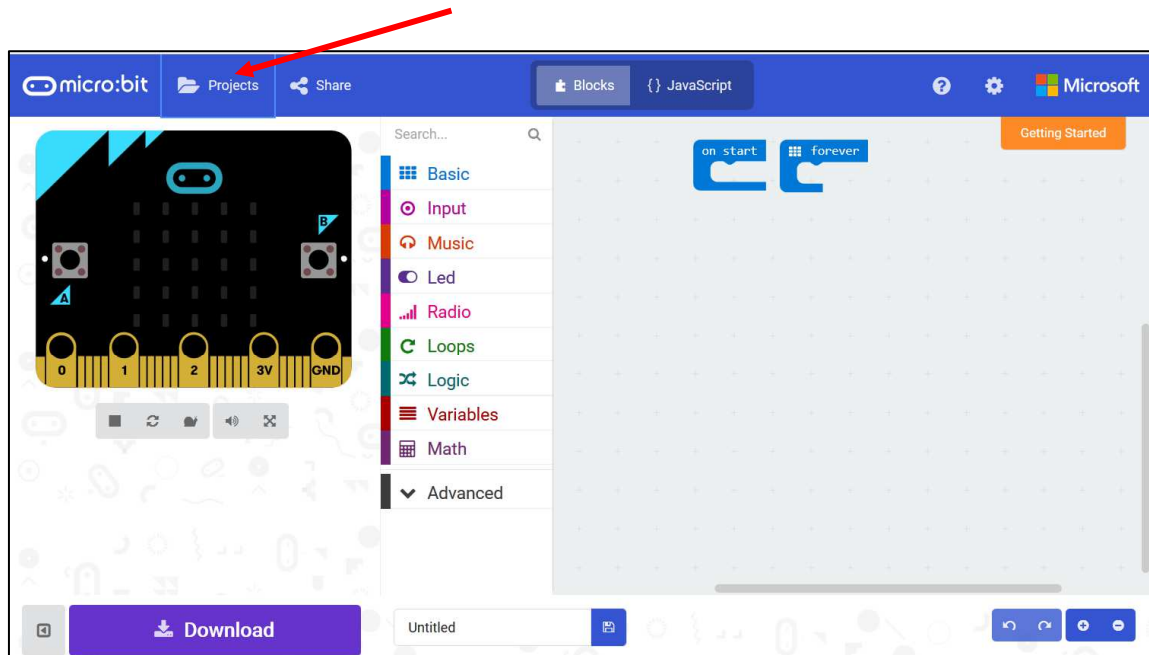 micro:bit Projects Share Blocks {} JavaScript ? Microsoft
Search...
Getting Started
on start forever
Basic
Input
Music
Led
Radio
Loops
Logic
Variables
Math
Advanced
B
A
0 1 2 3V GND
Download
Untitled